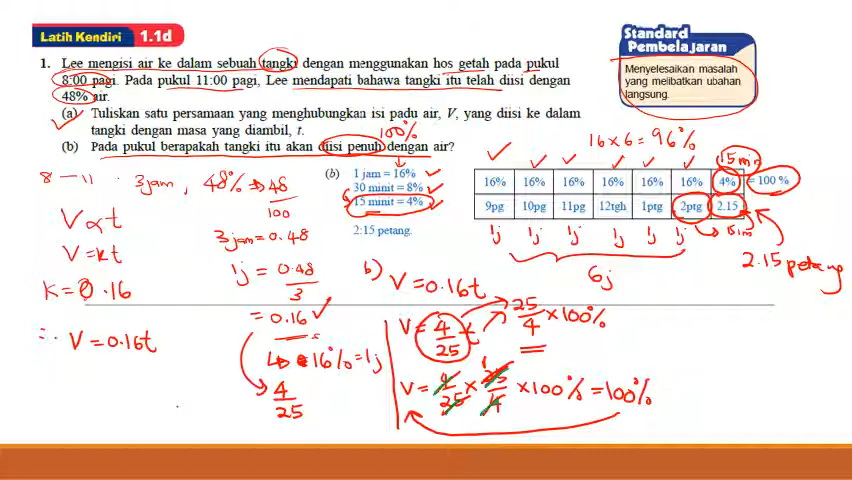 Latih Kendiri 1.1d
Standard
Pembelajaran
Menyelesaikan masalah
yang melibatkan ubahan
langsung.
1. Lee mengisi air ke dalam sebuah tangki dengan menggunakan hos getah pada pukul
8:00 pagi. Pada pukul 11:00 pagi, Lee mendapati bahawa tangki itu telah diisi dengan
48% air.
(a) Tuliskan satu persamaan yang menghubungkan isi padu air, V, yang diisi ke dalam
tangki dengan masa yang diambil, t.
100%
(b) Pada pukul berapakah tangki itu akan diisi penuh dengan air?
16 x 6 = 96%
15 min
8 — 11 3jam, 48% → 48/100
(b) 1 jam = 16%
30 minit = 8%
15 minit = 4%
2:15 petang.
16% 16% 16% 16% 16% 16% 4% = 100 %
9pg 10pg 11pg 12tgh 1ptg 2ptg 2.15
1j 1j 1j 1j 1j 1j → 15m
6j
2.15 petang
V ∝ t
V = kt
K = 0.16
∴ V = 0.16t
3jam = 0.48
1j = 0.48/3
= 0.16
↳ 16% = 1j
4/25
b) V = 0.16t
V = 4/25 t
25/4 x 100%
V = 4/25 x 25/4 x 100% = 100%